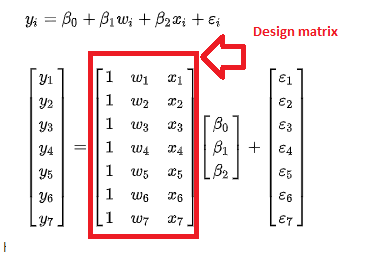 yᵢ = β₀ + β₁wᵢ + β₂xᵢ + εᵢ
Design matrix
[y₁] [1 w₁ x₁] [ε₁]
[y₂] [1 w₂ x₂] [ε₂]
[y₃] [1 w₃ x₃] [β₀] [ε₃]
[y₄] = [1 w₄ x₄] [β₁] + [ε₄]
[y₅] [1 w₅ x₅] [β₂] [ε₅]
[y₆] [1 w₆ x₆] [ε₆]
[y₇] [1 w₇ x₇] [ε₇]